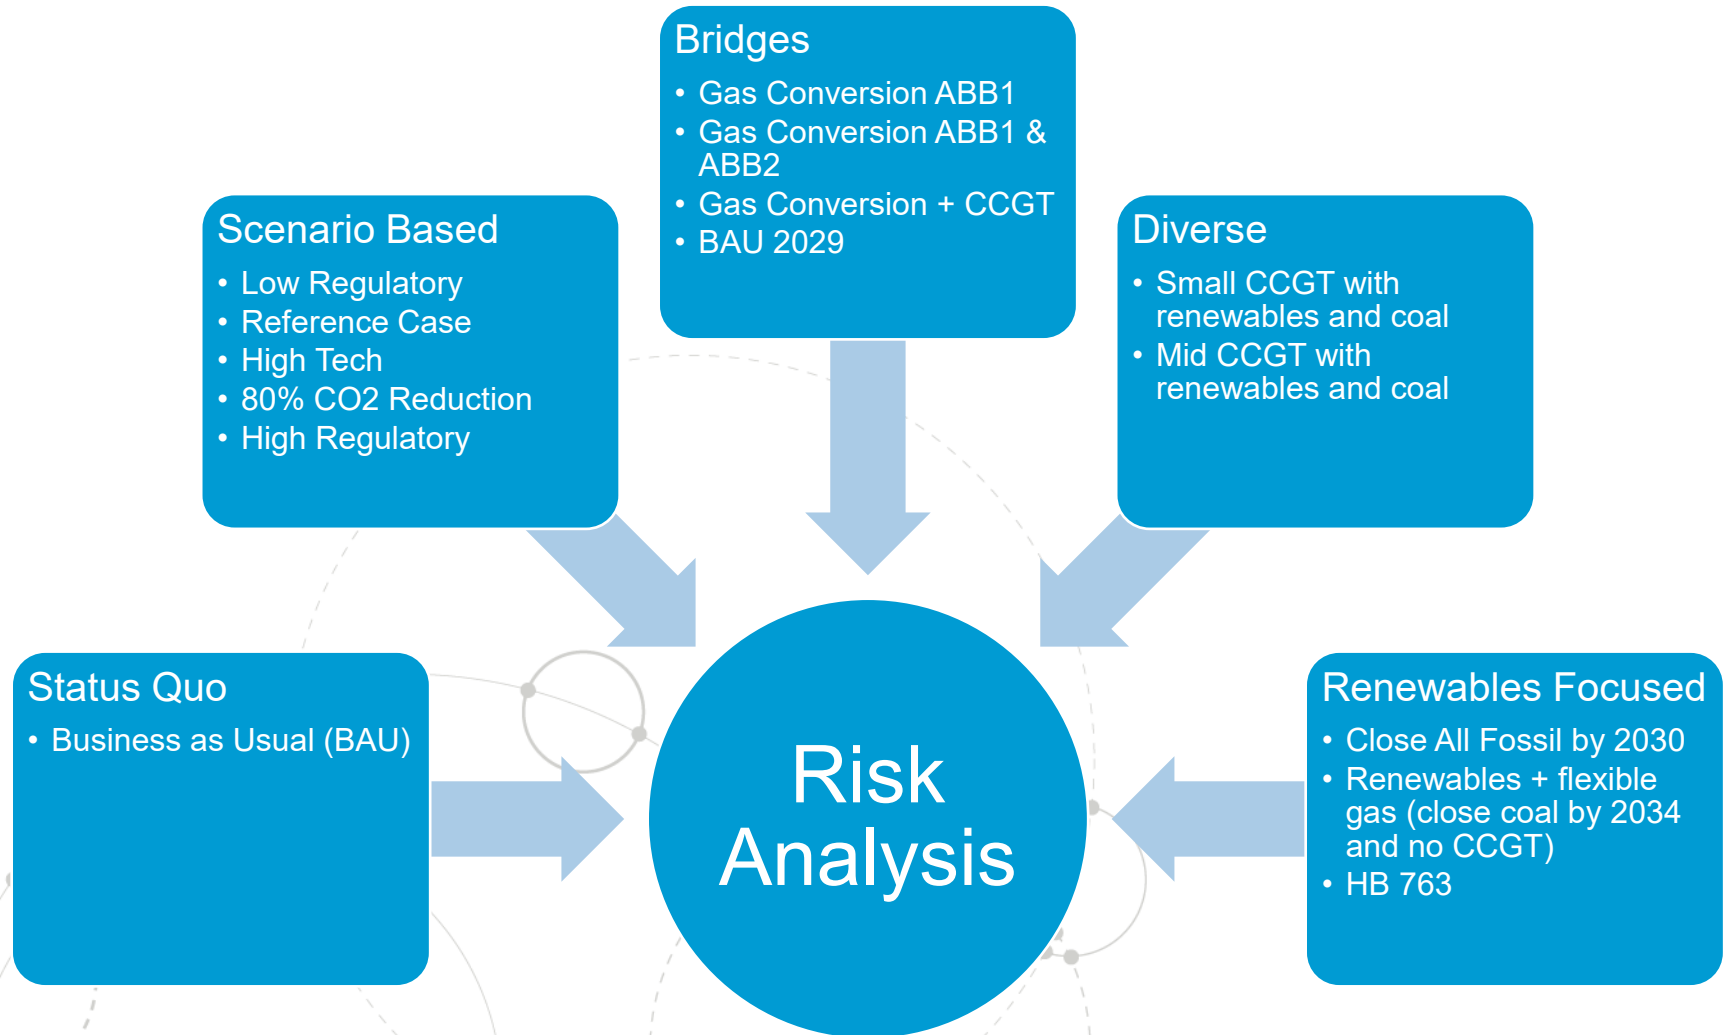 Bridges
• Gas Conversion ABB1
• Gas Conversion ABB1 &
ABB2
• Gas Conversion + CCGT
• BAU 2029
Scenario Based
• Low Regulatory
• Reference Case
• High Tech
• 80% CO2 Reduction
• High Regulatory
Diverse
• Small CCGT with
renewables and coal
• Mid CCGT with
renewables and coal
Status Quo
• Business as Usual (BAU)
Risk
Analysis
Renewables Focused
• Close All Fossil by 2030
• Renewables + flexible
gas (close coal by 2034
and no CCGT)
• HB 763